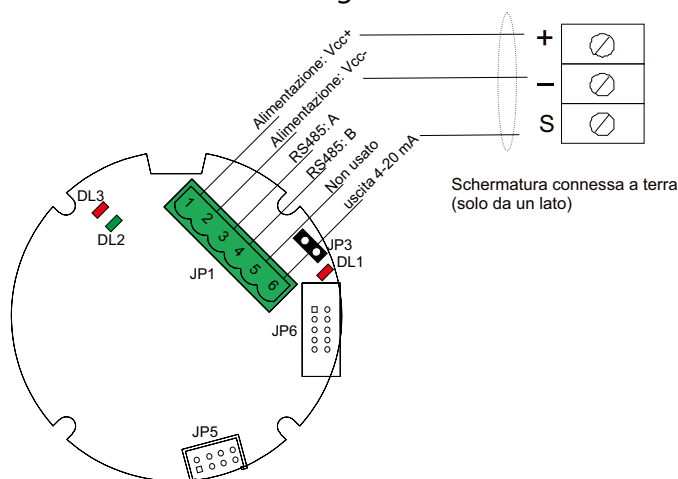 Alimentazione: Vcc+
Alimentazione: Vcc-
RS485: A
RS485: B
Non usato
uscita 4-20 mA
+
–
S
Schermatura connessa a terra
(solo da un lato)
DL3
DL2
1
2
3
4
5
6
JP1
JP3
DL1
JP6
JP5